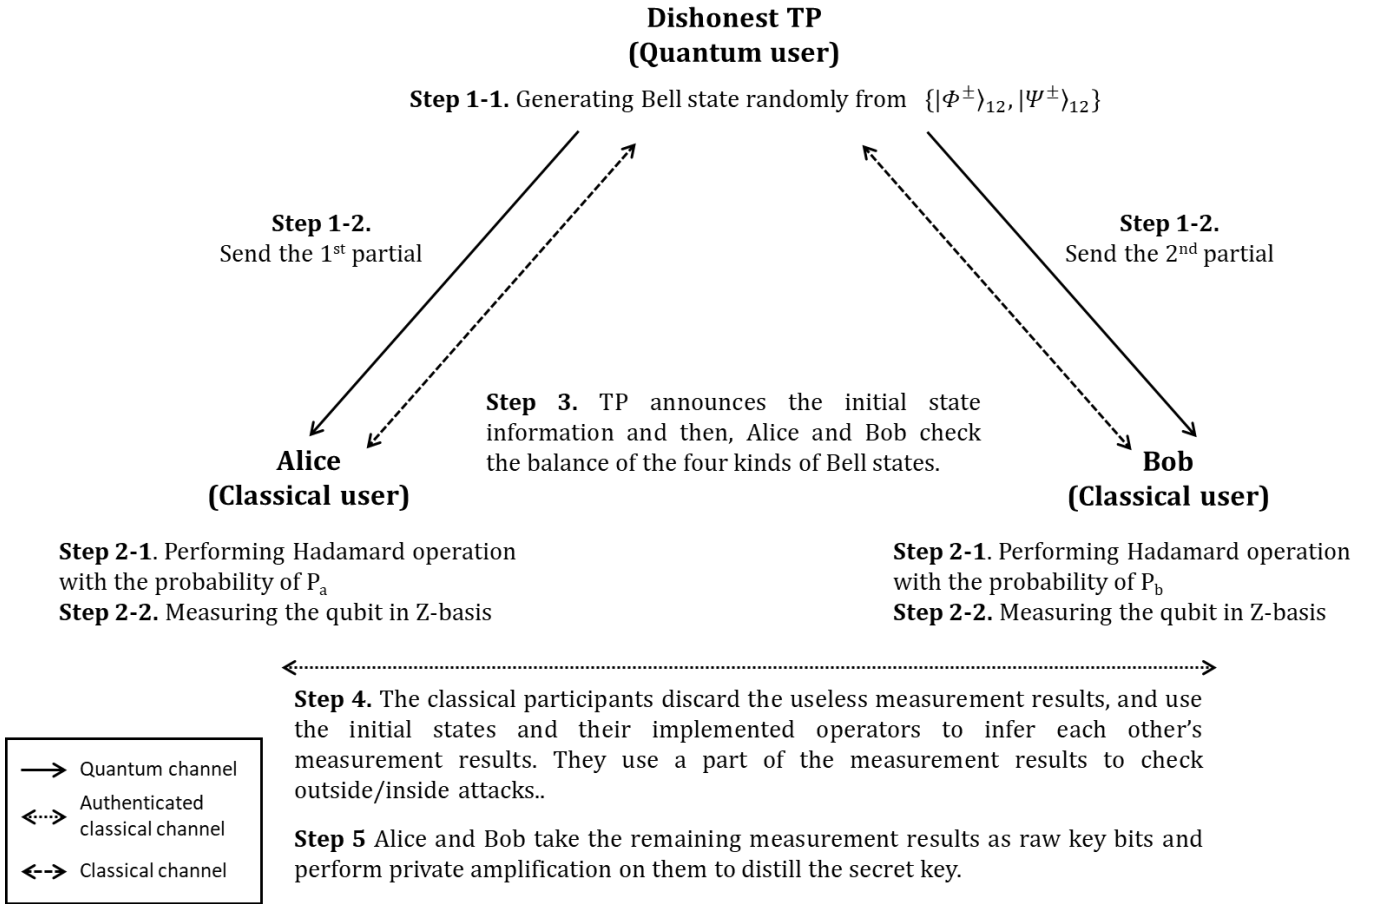 Dishonest TP
(Quantum user)
Step 1-1. Generating Bell state randomly from {|Φ±⟩12, |Ψ±⟩12}
Step 1-2.
Send the 1st partial
Step 1-2.
Send the 2nd partial
Step 3. TP announces the initial state
information and then, Alice and Bob check
the balance of the four kinds of Bell states.
Alice
(Classical user)
Bob
(Classical user)
Step 2-1. Performing Hadamard operation
with the probability of Pa
Step 2-2. Measuring the qubit in Z-basis
Step 2-1. Performing Hadamard operation
with the probability of Pb
Step 2-2. Measuring the qubit in Z-basis
Step 4. The classical participants discard the useless measurement results, and use
the initial states and their implemented operators to infer each other’s
measurement results. They use a part of the measurement results to check
outside/inside attacks..
Step 5 Alice and Bob take the remaining measurement results as raw key bits and
perform private amplification on them to distill the secret key.
Quantum channel
Authenticated
classical channel
Classical channel